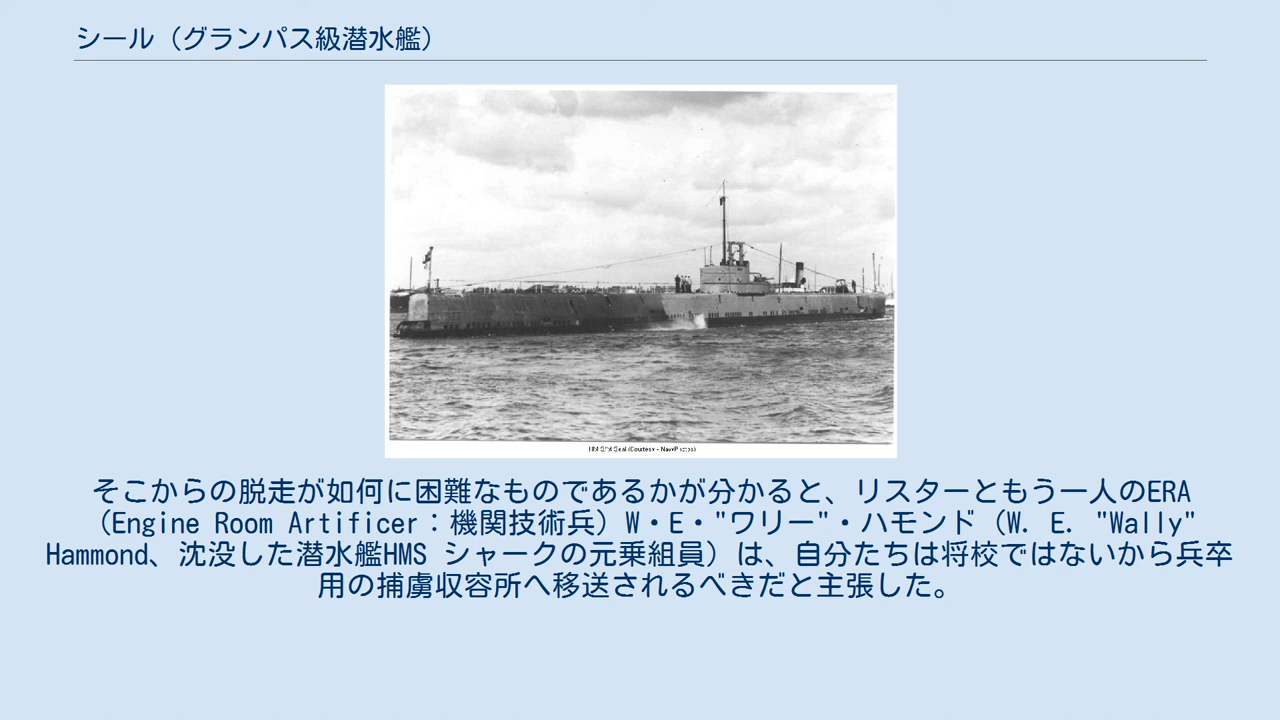 シール（グランパス級潜水艦）
(Courtesy - NavyPhotos)
そこからの脱走が如何に困難なものであるかが分かると、リスターともう一人のERA
（Engine Room Artificer：機関技術兵）W・E・"ワリー"・ハモンド（W. E. "Wally"
Hammond、沈没した潜水艦HMS シャークの元乗組員）は、自分たちは将校ではないから兵卒
用の捕虜収容所へ移送されるべきだと主張した。